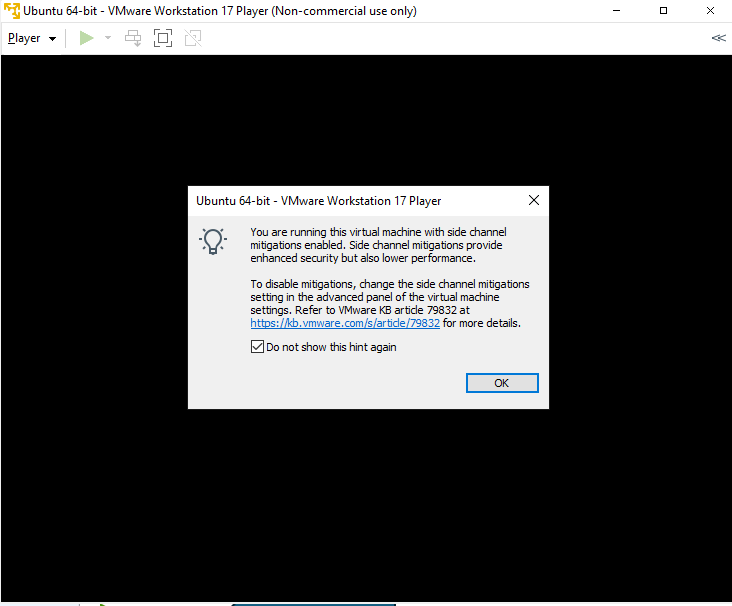 Ubuntu 64-bit - VMware Workstation 17 Player (Non-commercial use only)
Player
Ubuntu 64-bit - VMware Workstation 17 Player
You are running this virtual machine with side channel
mitigations enabled. Side channel mitigations provide
enhanced security but also lower performance.
To disable mitigations, change the side channel mitigations
setting in the advanced panel of the virtual machine
settings. Refer to VMware KB article 79832 at
https://kb.vmware.com/s/article/79832 for more details.
Do not show this hint again
OK